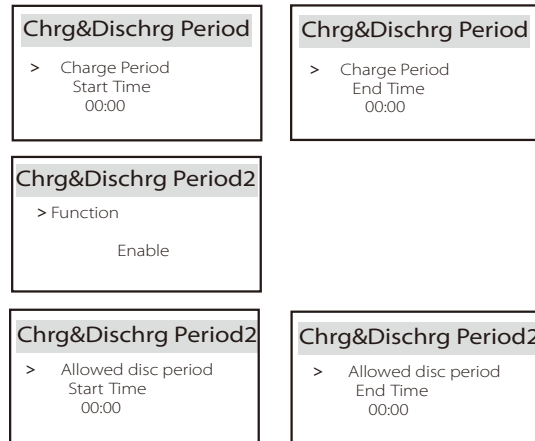 Chrg&Dischrg Period
> Charge Period
Start Time
00:00
Chrg&Dischrg Period
> Charge Period
End Time
00:00
Chrg&Dischrg Period2
> Function
Enable
Chrg&Dischrg Period2
> Allowed disc period
Start Time
00:00
Chrg&Dischrg Period2
> Allowed disc period
End Time
00:00